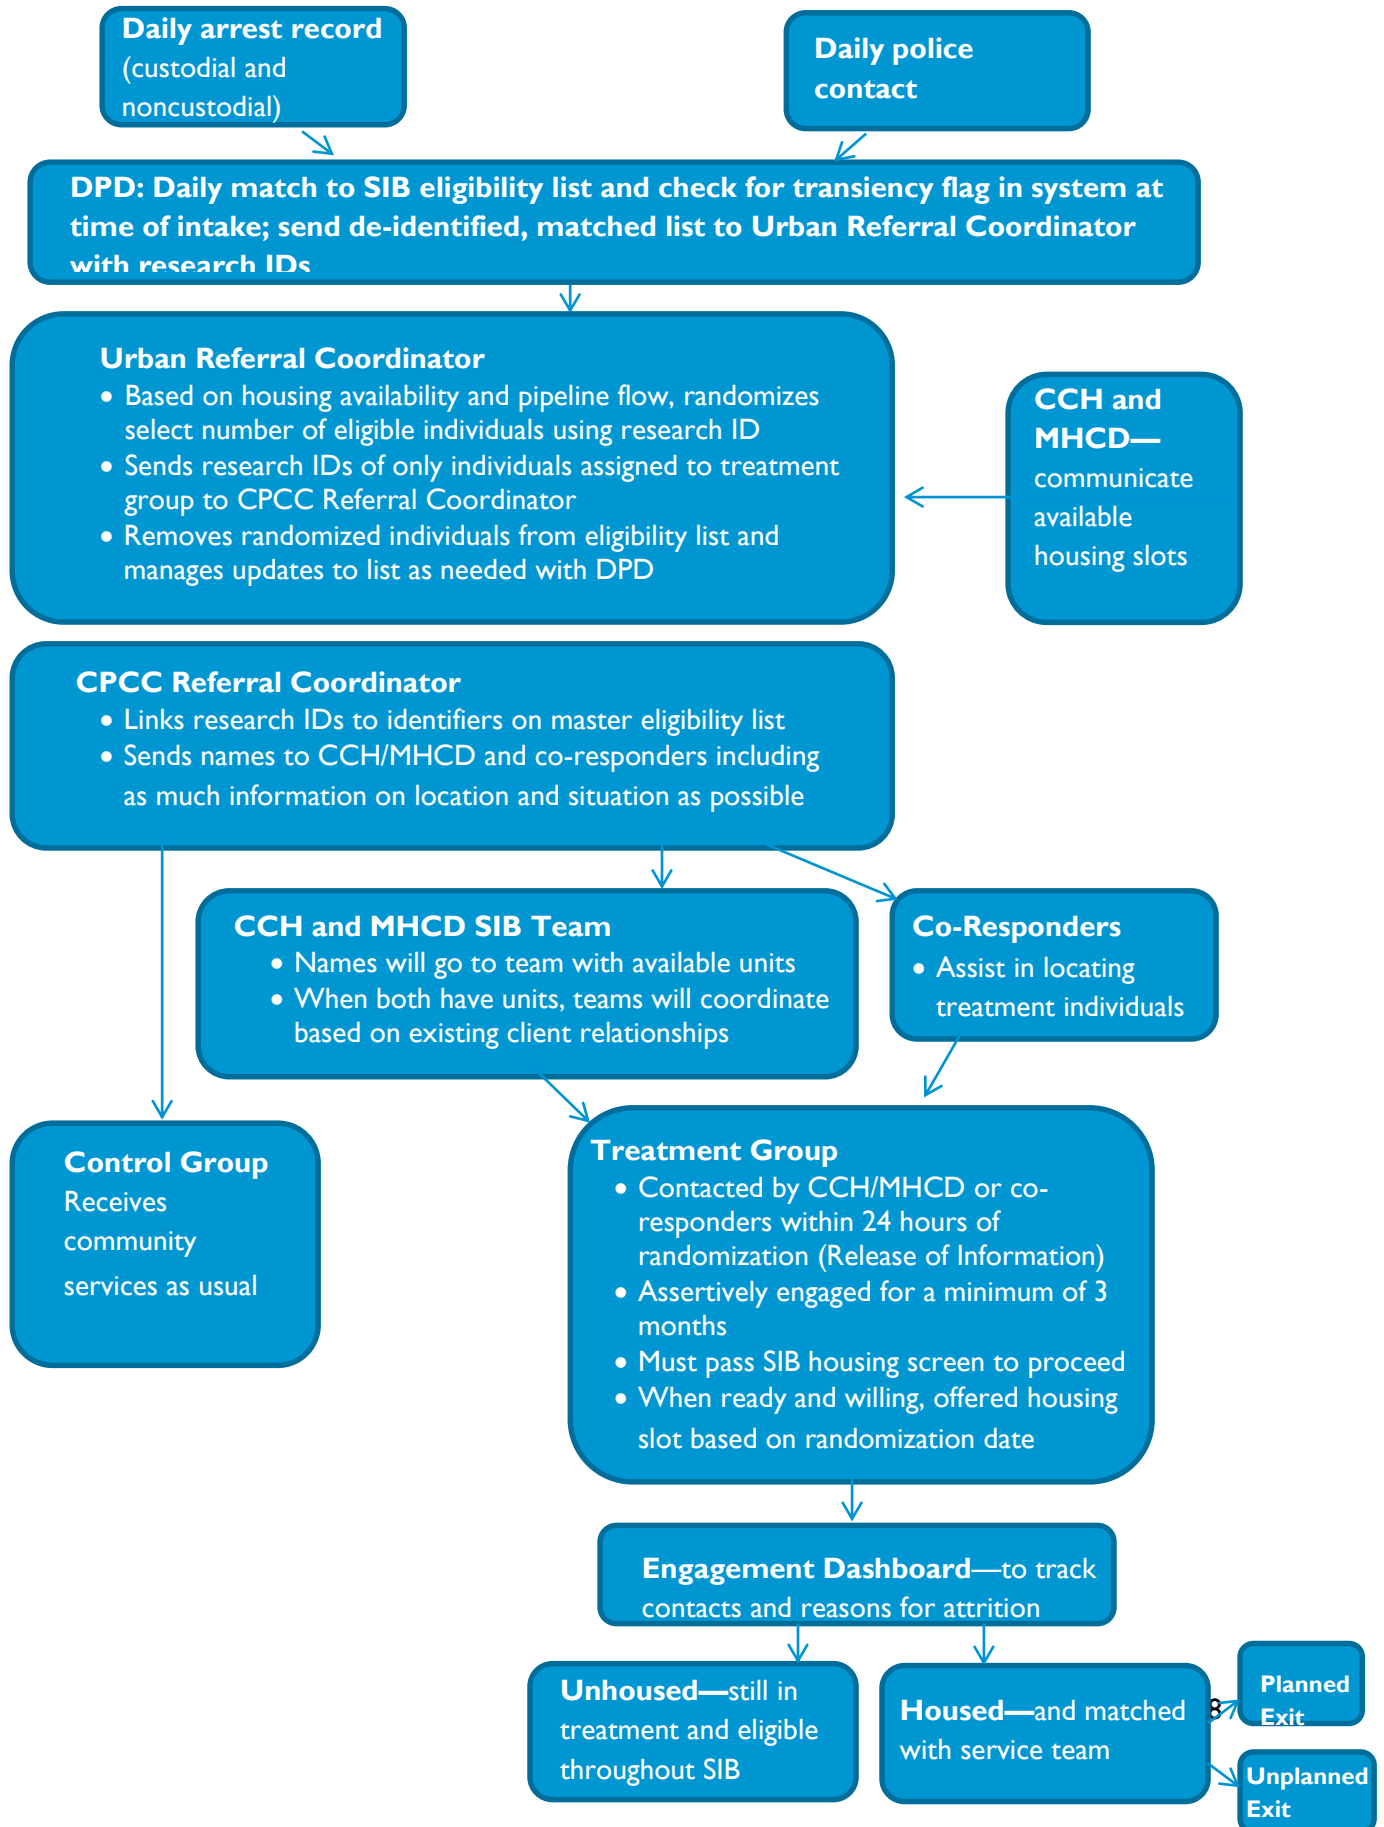 Daily arrest record
(custodial and
noncustodial)
Daily police
contact
DPD: Daily match to SIB eligibility list and check for transiency flag in system at
time of intake; send de-identified, matched list to Urban Referral Coordinator
with research IDs
Urban Referral Coordinator
• Based on housing availability and pipeline flow, randomizes
select number of eligible individuals using research ID
• Sends research IDs of only individuals assigned to treatment
group to CPCC Referral Coordinator
• Removes randomized individuals from eligibility list and
manages updates to list as needed with DPD
CCH and
MHCD—
communicate
available
housing slots
CPCC Referral Coordinator
• Links research IDs to identifiers on master eligibility list
• Sends names to CCH/MHCD and co-responders including
as much information on location and situation as possible
CCH and MHCD SIB Team
• Names will go to team with available units
• When both have units, teams will coordinate
based on existing client relationships
Co-Responders
• Assist in locating
treatment individuals
Control Group
Receives
community
services as usual
Treatment Group
• Contacted by CCH/MHCD or co-
responders within 24 hours of
randomization (Release of Information)
• Assertively engaged for a minimum of 3
months
• Must pass SIB housing screen to proceed
• When ready and willing, offered housing
slot based on randomization date
Engagement Dashboard—to track
contacts and reasons for attrition
Unhoused—still in
treatment and eligible
throughout SIB
Housed—and matched
with service team
8
Planned
Exit
Unplanned
Exit